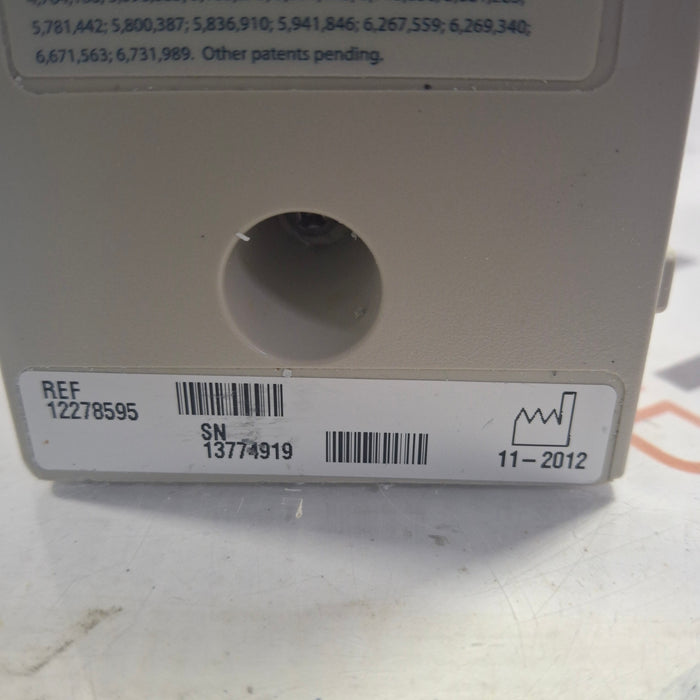 5,781,442; 5,800,387; 5,836,910; 5,941,846; 6,267,559; 6,269,340;
6,671,563; 6,731,989. Other patents pending.
REF
12278595
SN
13774919
11-2012